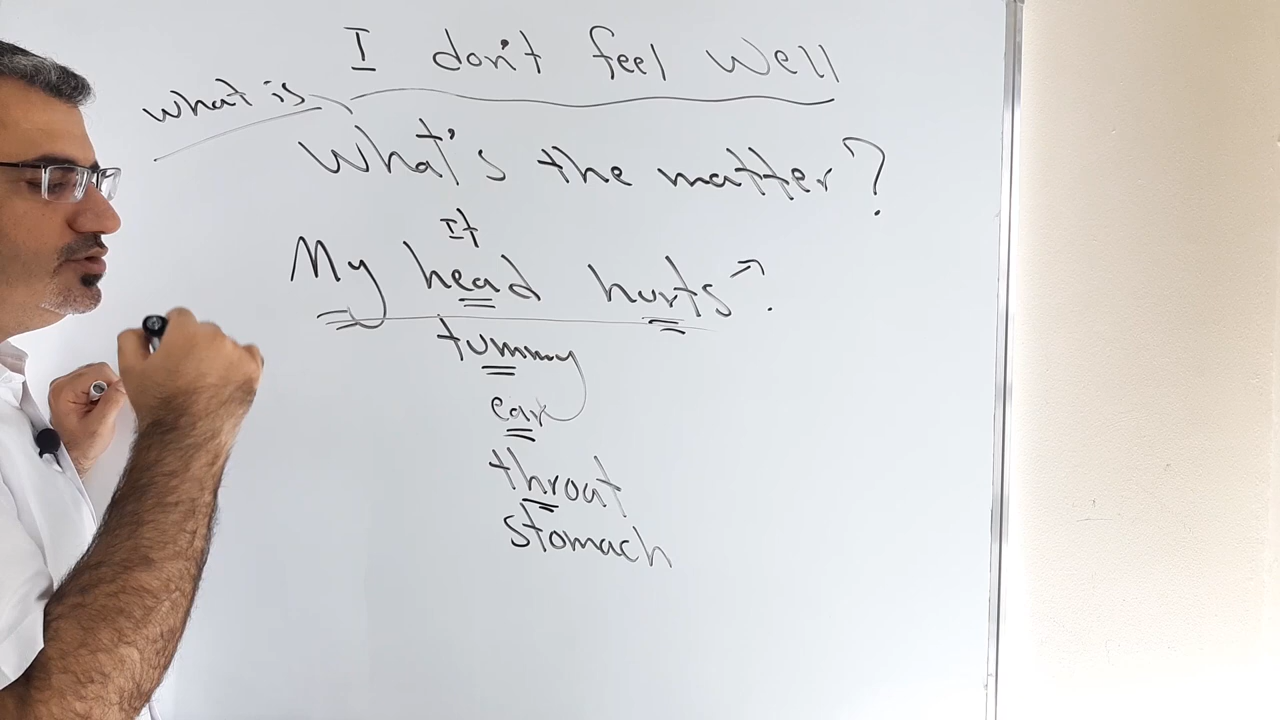 I don't feel well
what is
What's the matter?
It
My head hurts.
tummy
ear
throat
stomach